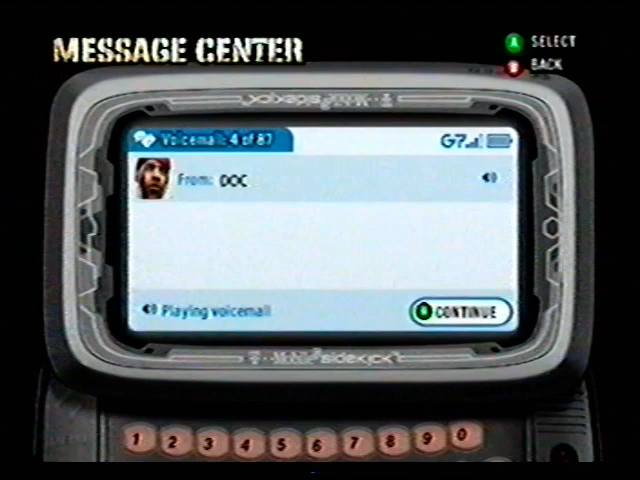 MESSAGE CENTER
A SELECT
B BACK
Voicemail: 4 of 87
G7
From: DOC
Playing voicemail
A CONTINUE
sidekick
1 2 3 4 5 6 7 8 9 0